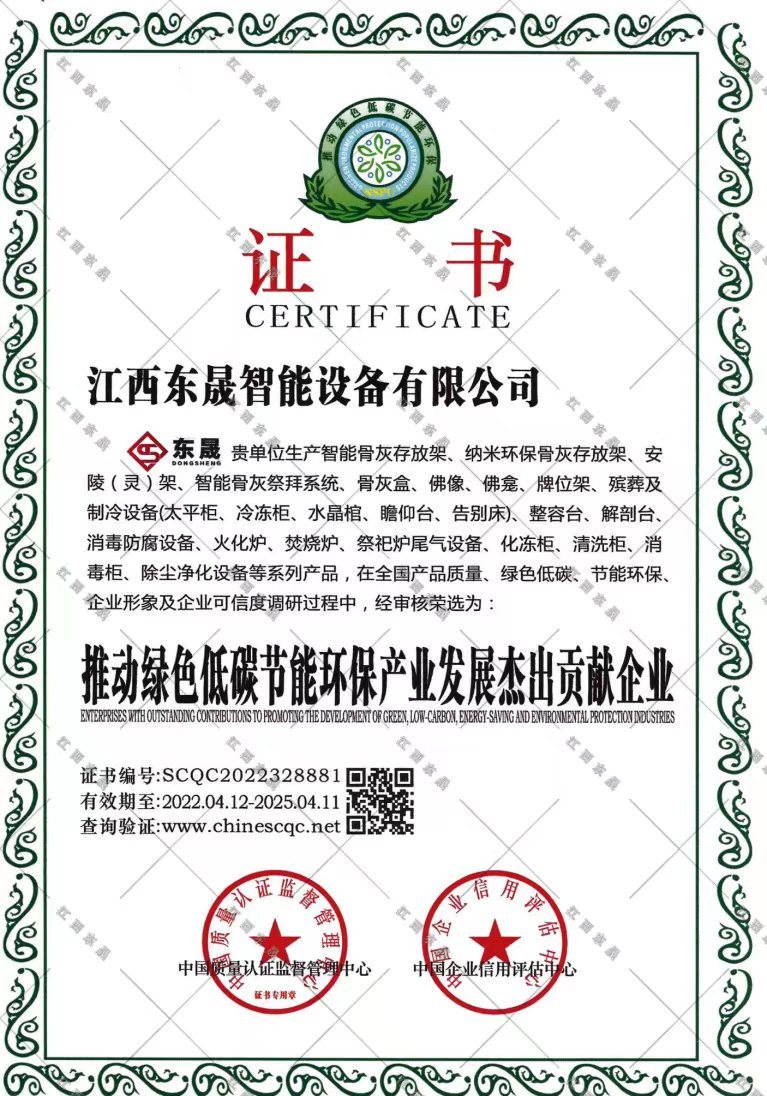 推动绿色低碳节能环保
证 书
CERTIFICATE
江西东晟智能设备有限公司
东晟 贵单位生产智能骨灰存放架、纳米环保骨灰存放架、安
DONGSHENG
陵（灵）架、智能骨灰祭拜系统、骨灰盒、佛像、佛龛、牌位架、殡葬及
制冷设备(太平柜、冷冻柜、水晶棺、瞻仰台、告别床)、整容台、解剖台、
消毒防腐设备、火化炉、焚烧炉、祭祀炉尾气设备、化冻柜、清洗柜、消
毒柜、除尘净化设备等系列产品，在全国产品质量、绿色低碳、节能环保、
企业形象及企业可信度调研过程中，经审核荣选为：
推动绿色低碳节能环保产业发展杰出贡献企业
ENTERPRISES WITH OUTSTANDING CONTRIBUTIONS TO PROMOTING THE DEVELOPMENT OF GREEN, LOW-CARBON, ENERGY-SAVING AND ENVIRONMENTAL PROTECTION INDUSTRIES
证书编号:SCQC2022328881
有效期至:2022.04.12-2025.04.11
查询验证:www.chinescqc.net
中国质量认证监督管理中心
中国质量认证监督管理中心
证书专用章
中国企业信用评估中心
中国企业信用评估中心
江西东晟